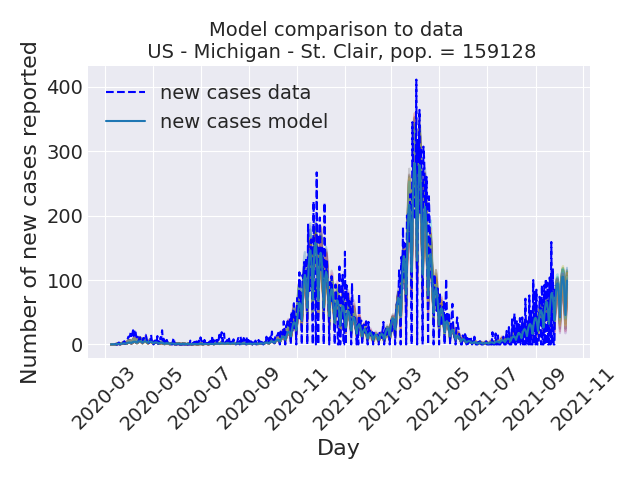 Model comparison to data
US - Michigan - St. Clair, pop. = 159128
Number of new cases reported
400
300
200
100
0
new cases data
new cases model
2020-03
2020-05
2020-07
2020-09
2020-11
2021-01
2021-03
2021-05
2021-07
2021-09
2021-11
Day